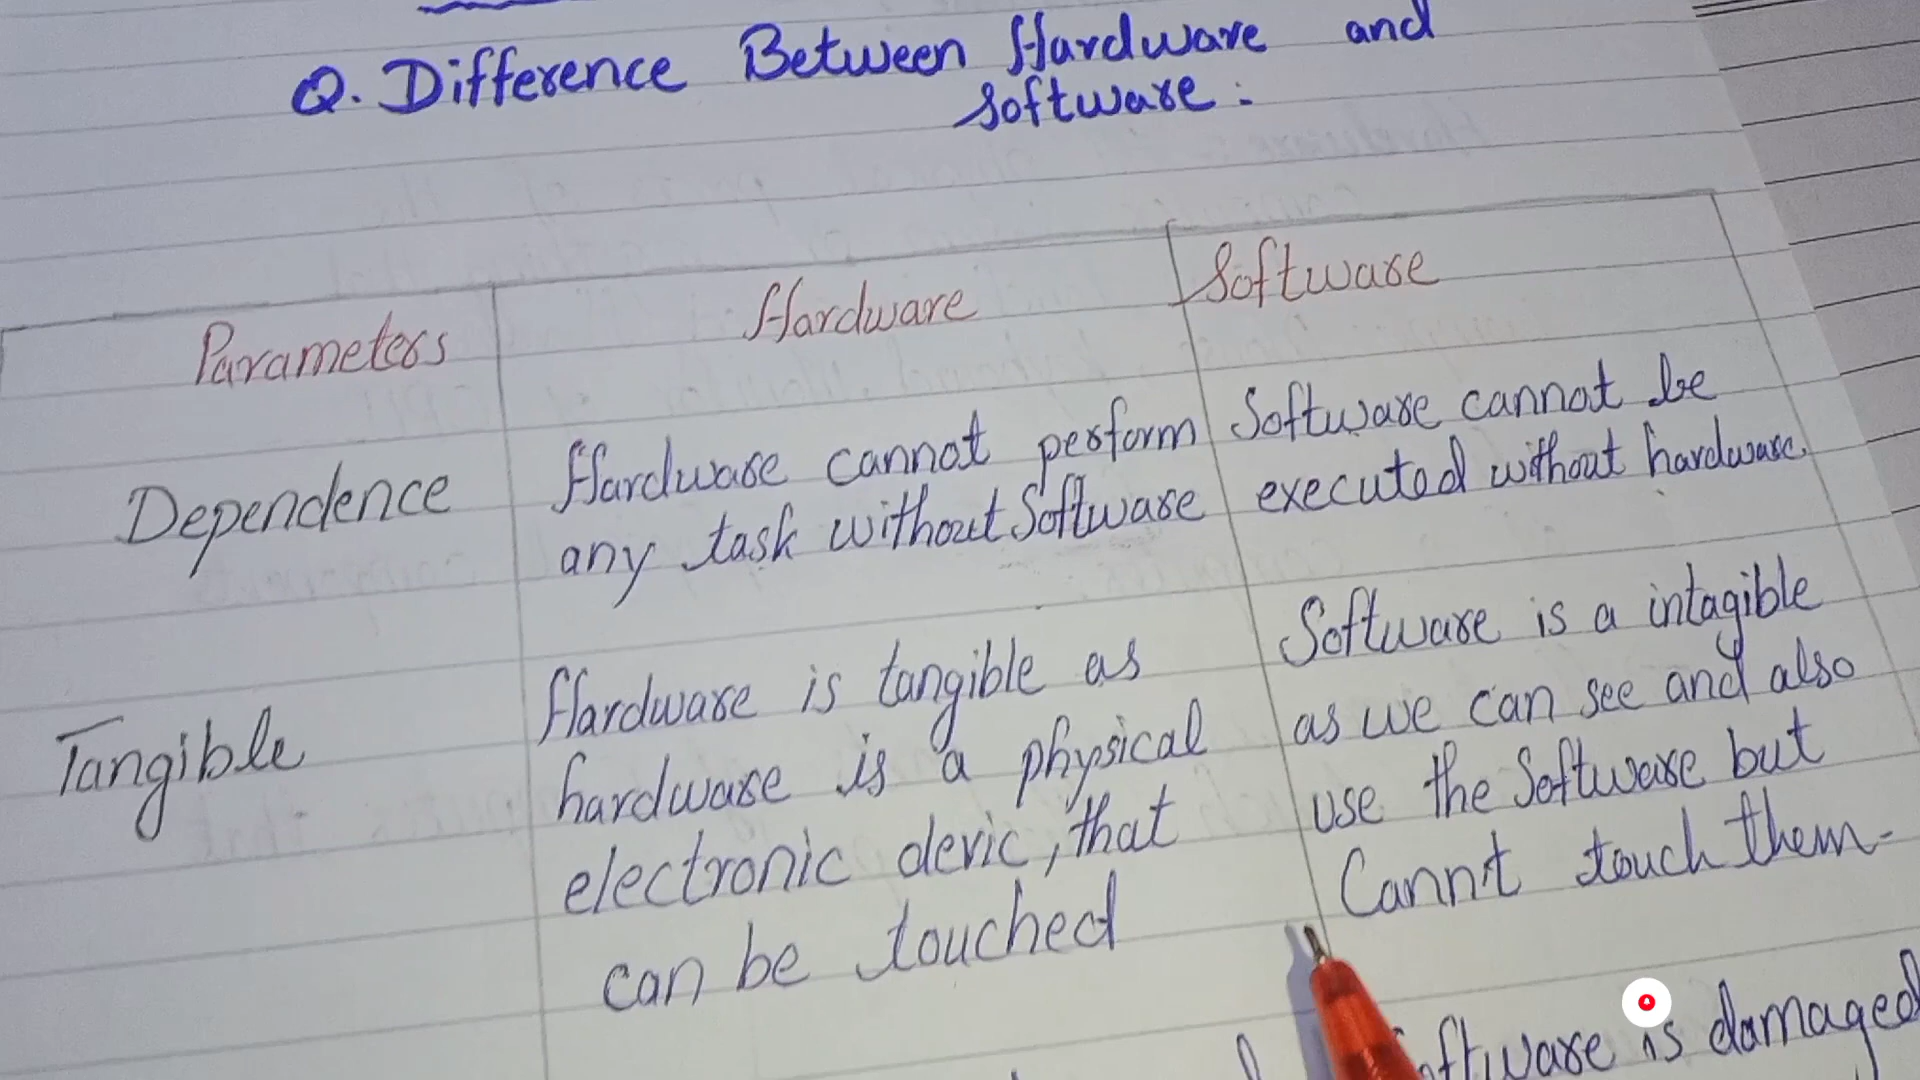 Q. Difference Between Hardware and
Software:
Parameters
Hardware
Software
Dependence
Hardware cannot perform
any task without Software
Software cannot be
executed without hardware.
Tangible
Hardware is tangible as
hardware is a physical
electronic devic, that
can be touched
Software is a intagible
as we can see and also
use the Software but
Cannt touch them-
oftware is damaged